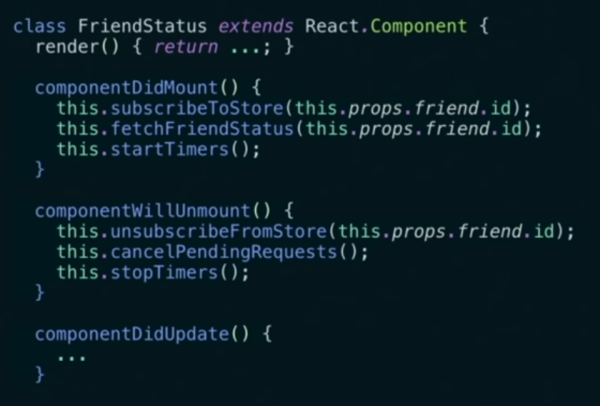 class FriendStatus extends React.Component {
  render() { return ...; }

  componentDidMount() {
    this.subscribeToStore(this.props.friend.id);
    this.fetchFriendStatus(this.props.friend.id);
    this.startTimers();
  }

  componentWillUnmount() {
    this.unsubscribeFromStore(this.props.friend.id);
    this.cancelPendingRequests();
    this.stopTimers();
  }

  componentDidUpdate() {
    ...
  }